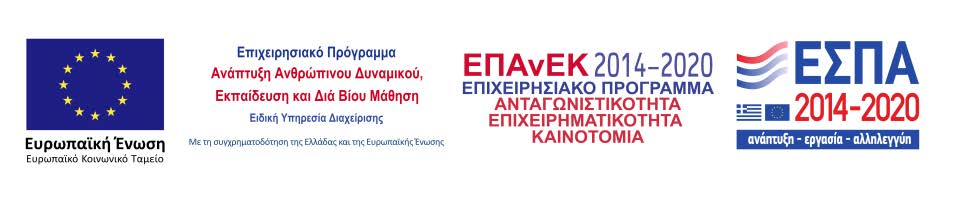 Ευρωπαϊκή Ένωση
Ευρωπαϊκό Κοινωνικό Ταμείο
Επιχειρησιακό Πρόγραμμα
Ανάπτυξη Ανθρώπινου Δυναμικού,
Εκπαίδευση και Διά Βίου Μάθηση
Ειδική Υπηρεσία Διαχείρισης
Με τη συγχρηματοδότηση της Ελλάδας και της Ευρωπαϊκής Ένωσης
ΕΠΑνΕΚ 2014–2020
ΕΠΙΧΕΙΡΗΣΙΑΚΟ ΠΡΟΓΡΑΜΜΑ
ΑΝΤΑΓΩΝΙΣΤΙΚΟΤΗΤΑ
ΕΠΙΧΕΙΡΗΜΑΤΙΚΟΤΗΤΑ
ΚΑΙΝΟΤΟΜΙΑ
ΕΣΠΑ
2014-2020
ανάπτυξη - εργασία - αλληλεγγύη